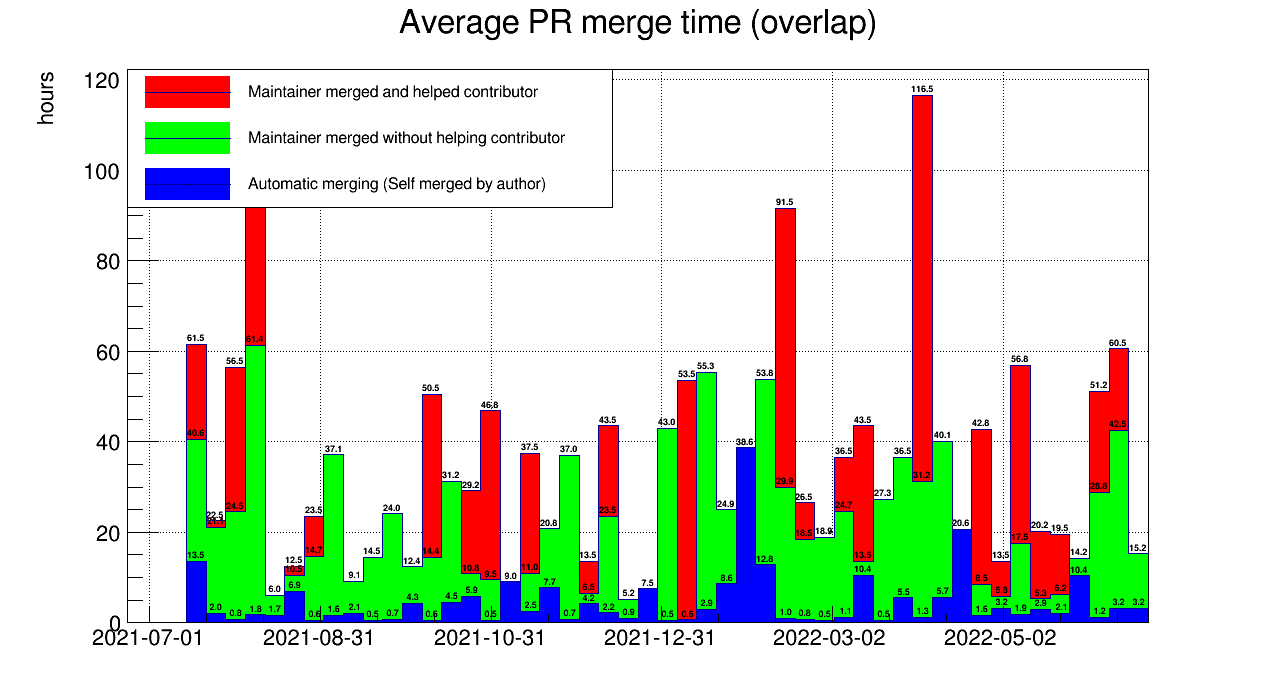 Average PR merge time (overlap)
hours
Maintainer merged and helped contributor
Maintainer merged without helping contributor
Automatic merging (Self merged by author)
120
100
80
60
40
20
0
116.5
91.5
61.5 61.4 60.5
56.5 53.5 55.3 53.8 56.8
50.5 51.2
46.8
40.6 37.1 37.5 37.0 43.5 43.0 38.6 36.5 43.5 36.5 40.1 42.8 42.5
31.2 29.2 29.9 31.2 28.8
22.5 24.5 23.5 24.0 20.8 23.5 24.9 26.5 18.5 18.9 24.7 27.3 20.6 20.2 19.5
13.5 12.5 10.5 14.7 14.5 12.4 14.4 10.8 9.5 11.0 13.5 12.8 13.5 10.4 13.5 17.5 14.2 10.4 15.2
6.0 6.9 9.1 4.3 4.5 5.9 9.0 7.7 6.5 4.2 5.2 7.5 8.6 5.5 5.7 8.5 5.8 5.3 6.2
2.0 0.8 1.8 1.7 0.6 1.6 2.1 0.5 0.7 0.6 0.5 2.5 0.7 2.2 0.9 0.5 0.6 2.9 1.0 0.8 0.5 1.1 0.5 1.3 1.6 3.2 1.9 2.9 2.1 1.2 3.2 3.2
2021-07-01 2021-08-31 2021-10-31 2021-12-31 2022-03-02 2022-05-02